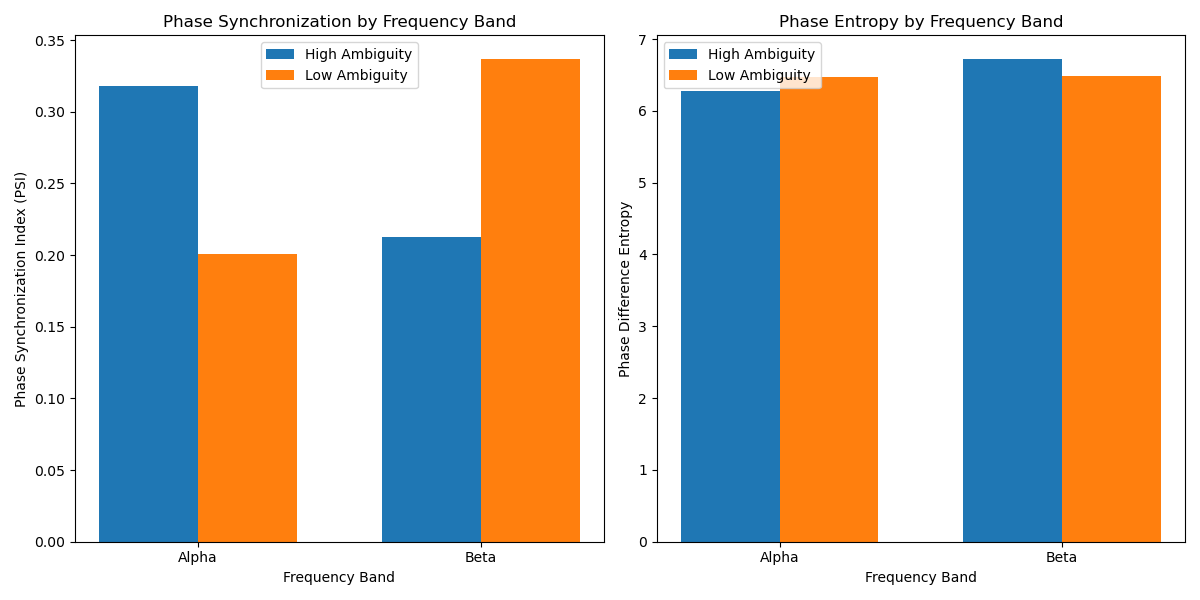 Phase Synchronization by Frequency Band
High Ambiguity
Low Ambiguity
Phase Synchronization Index (PSI)
0.35
0.30
0.25
0.20
0.15
0.10
0.05
0.00
Alpha
Beta
Frequency Band
Phase Entropy by Frequency Band
High Ambiguity
Low Ambiguity
Phase Difference Entropy
7
6
5
4
3
2
1
0
Alpha
Beta
Frequency Band